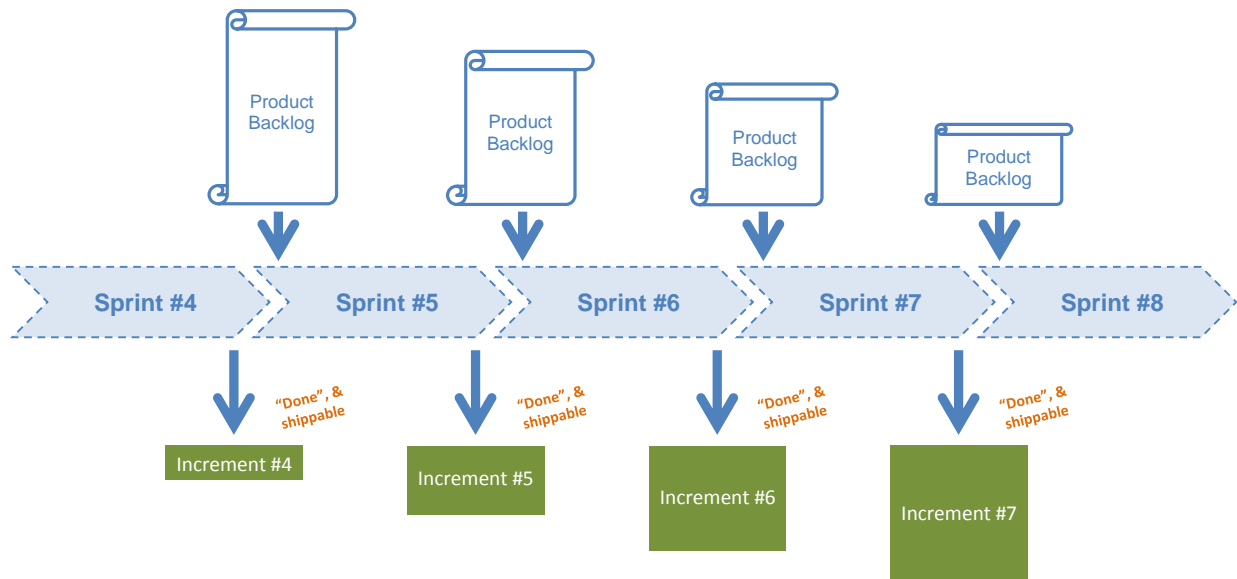 Product
Backlog
Product
Backlog
Product
Backlog
Product
Backlog
Sprint #4
Sprint #5
Sprint #6
Sprint #7
Sprint #8
“Done”, &
shippable
“Done”, &
shippable
“Done”, &
shippable
“Done”, &
shippable
Increment #4
Increment #5
Increment #6
Increment #7